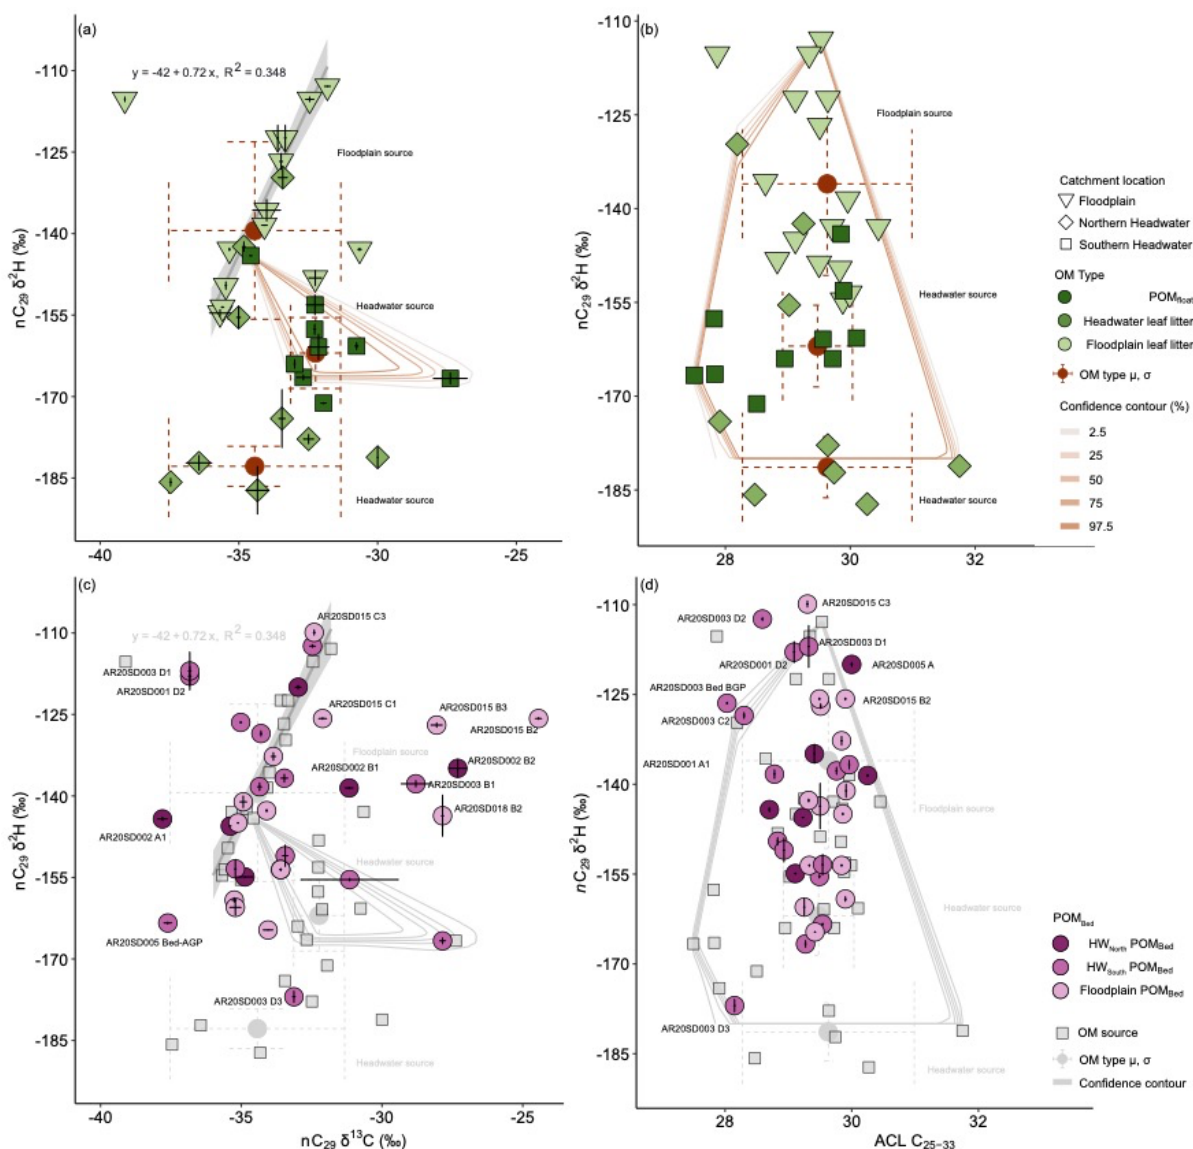 (a)
y = -42 + 0.72 x, R² = 0.348
Floodplain source
Headwater source
Headwater source
-110
-125
-140
-155
-170
-185
nC₂₉ δ²H (‰)
-40
-35
-30
-25
(b)
Floodplain source
Headwater source
Headwater source
-110
-125
-140
-155
-170
-185
nC₂₉ δ²H (‰)
28
30
32
Catchment location
Floodplain
Northern Headwater
Southern Headwater
OM Type
POMfloat
Headwater leaf litter
Floodplain leaf litter
OM type μ, σ
Confidence contour (%)
2.5
25
50
75
97.5
(c)
AR20SD015 C3
y = -42 + 0.72 x, R² = 0.348
AR20SD003 D1
AR20SD001 D2
AR20SD015 C1
AR20SD015 B3
AR20SD015 B2
Floodplain source
AR20SD002 B2
AR20SD002 B1
AR20SD003 B1
AR20SD018 B2
AR20SD002 A1
Headwater source
AR20SD005 Bed-AGP
AR20SD003 D3
Headwater source
-110
-125
-140
-155
-170
-185
nC₂₉ δ²H (‰)
-40
-35
-30
-25
nC₂₉ δ¹³C (‰)
(d)
AR20SD015 C3
AR20SD003 D2
AR20SD003 D1
AR20SD001 D2
AR20SD005 A
AR20SD003 Bed BGP
AR20SD015 B2
AR20SD003 C2
AR20SD001 A1
Floodplain source
Headwater source
AR20SD003 D3
Headwater source
-110
-125
-140
-155
-170
-185
nC₂₉ δ²H (‰)
28
30
32
ACL C₂₅₋₃₃
POMBed
HWNorth POMBed
HWSouth POMBed
Floodplain POMBed
OM source
OM type μ, σ
Confidence contour